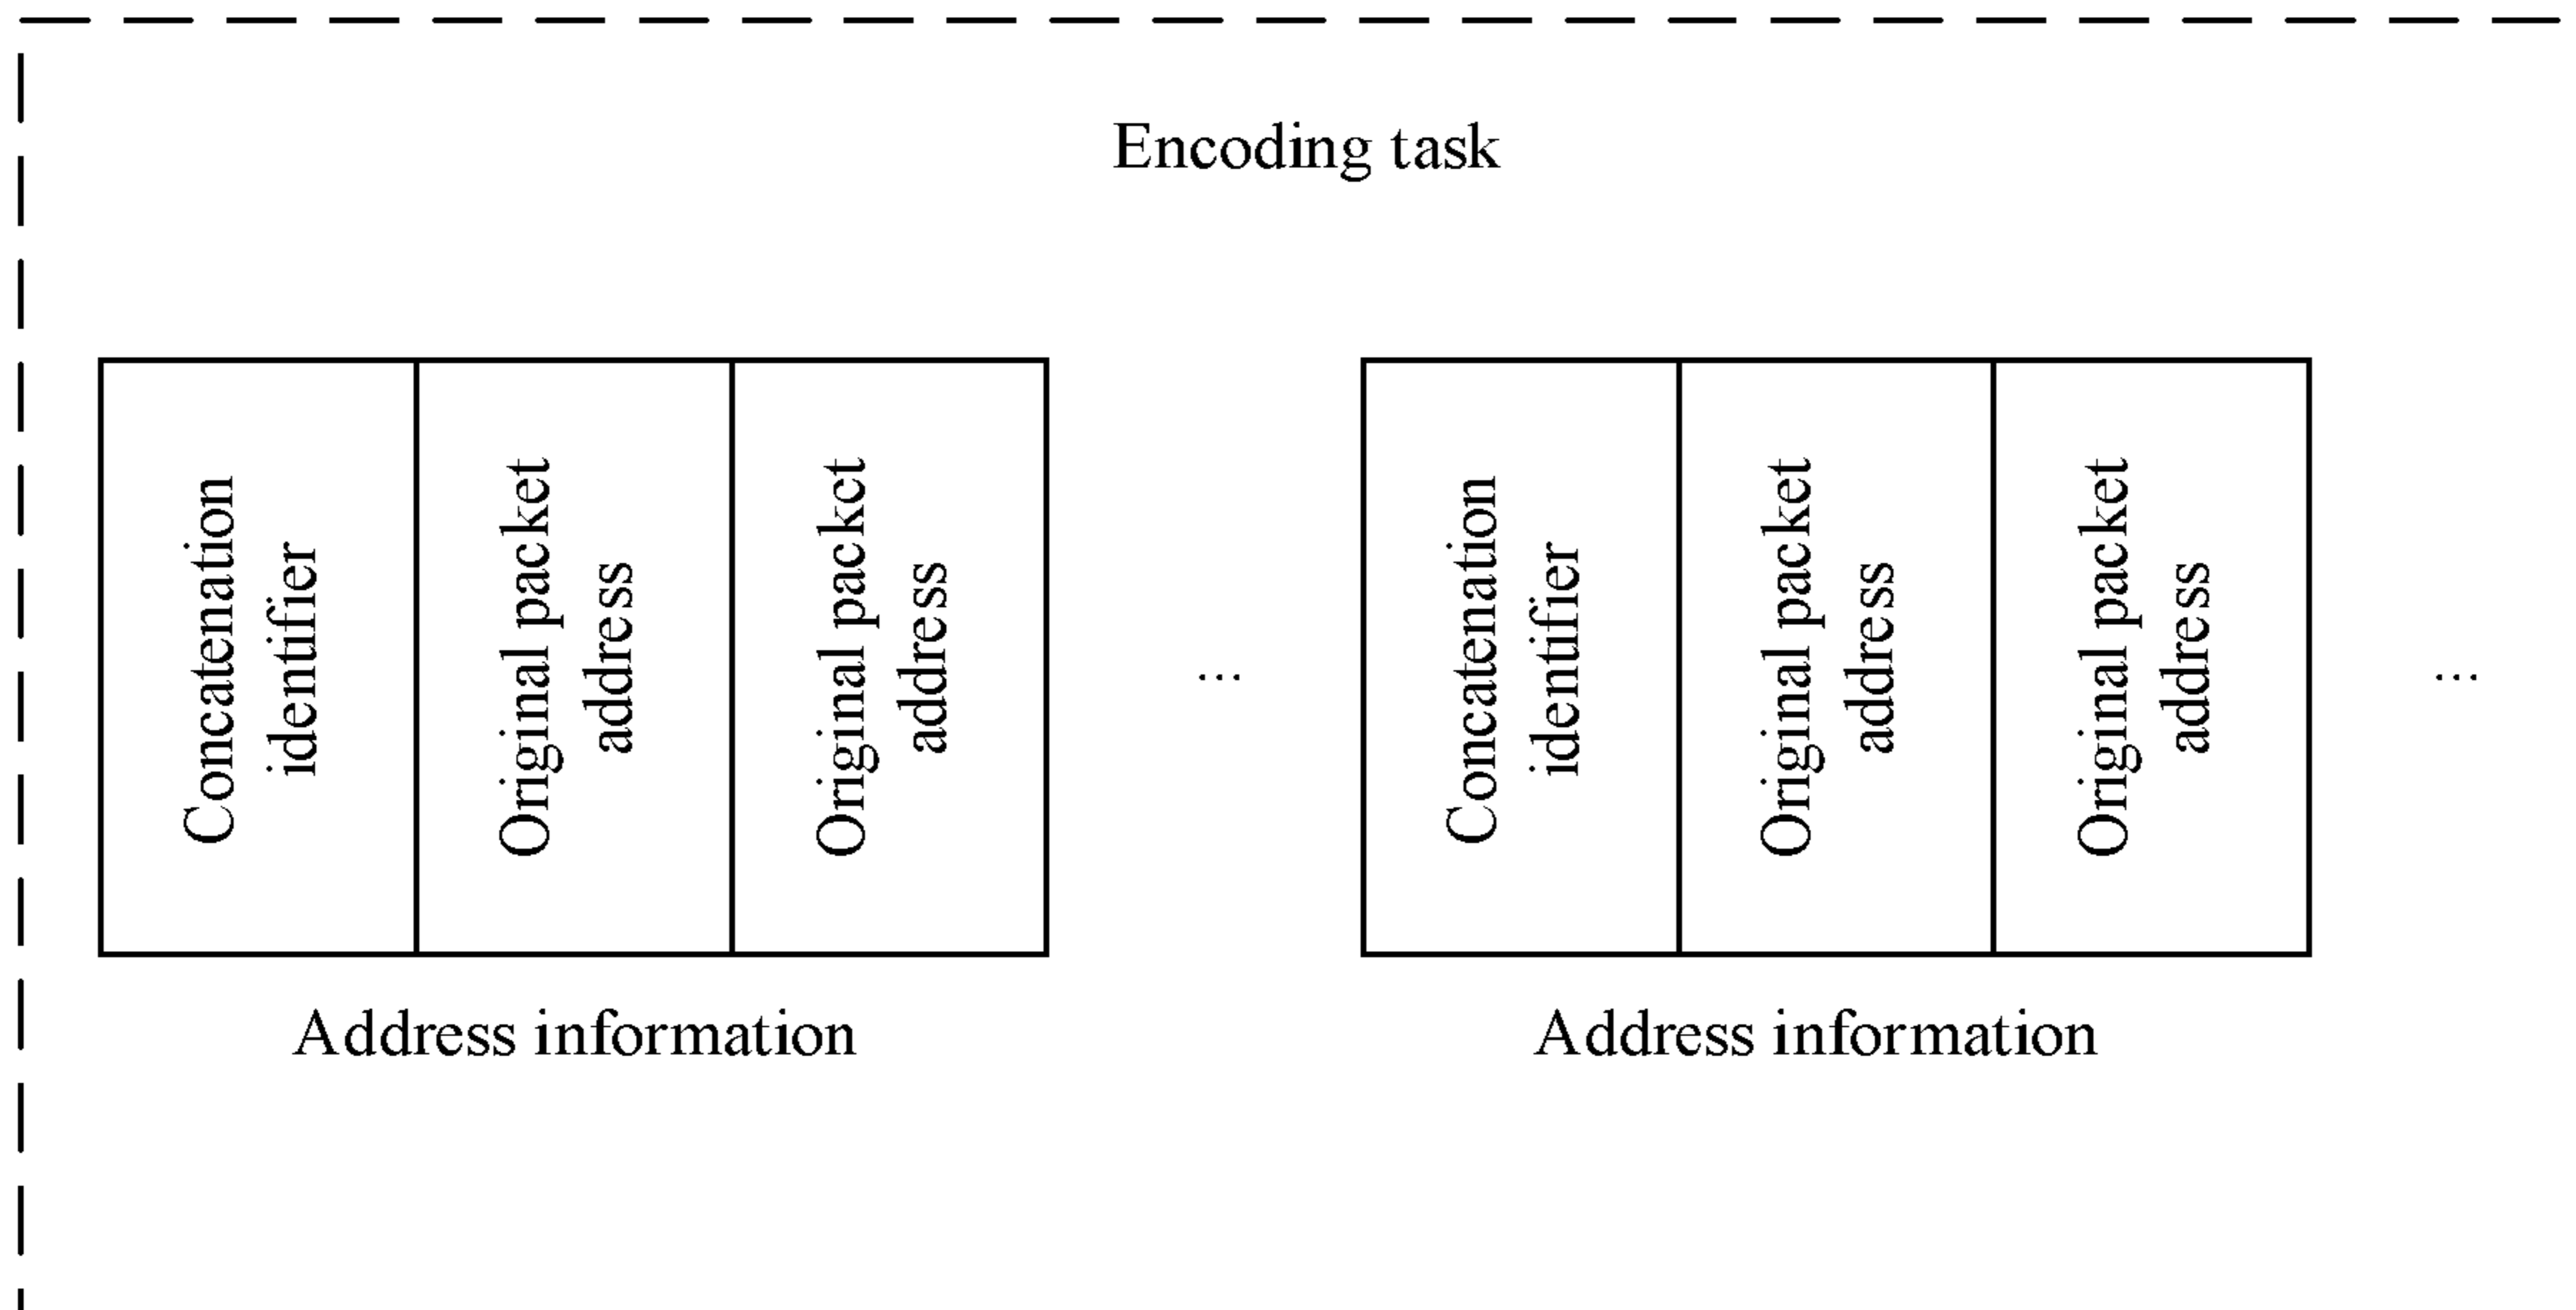 Encoding task
Concatenation
identifier
Original packet
address
Original packet
address
...
Concatenation
identifier
Original packet
address
Original packet
address
...
Address information
Address information